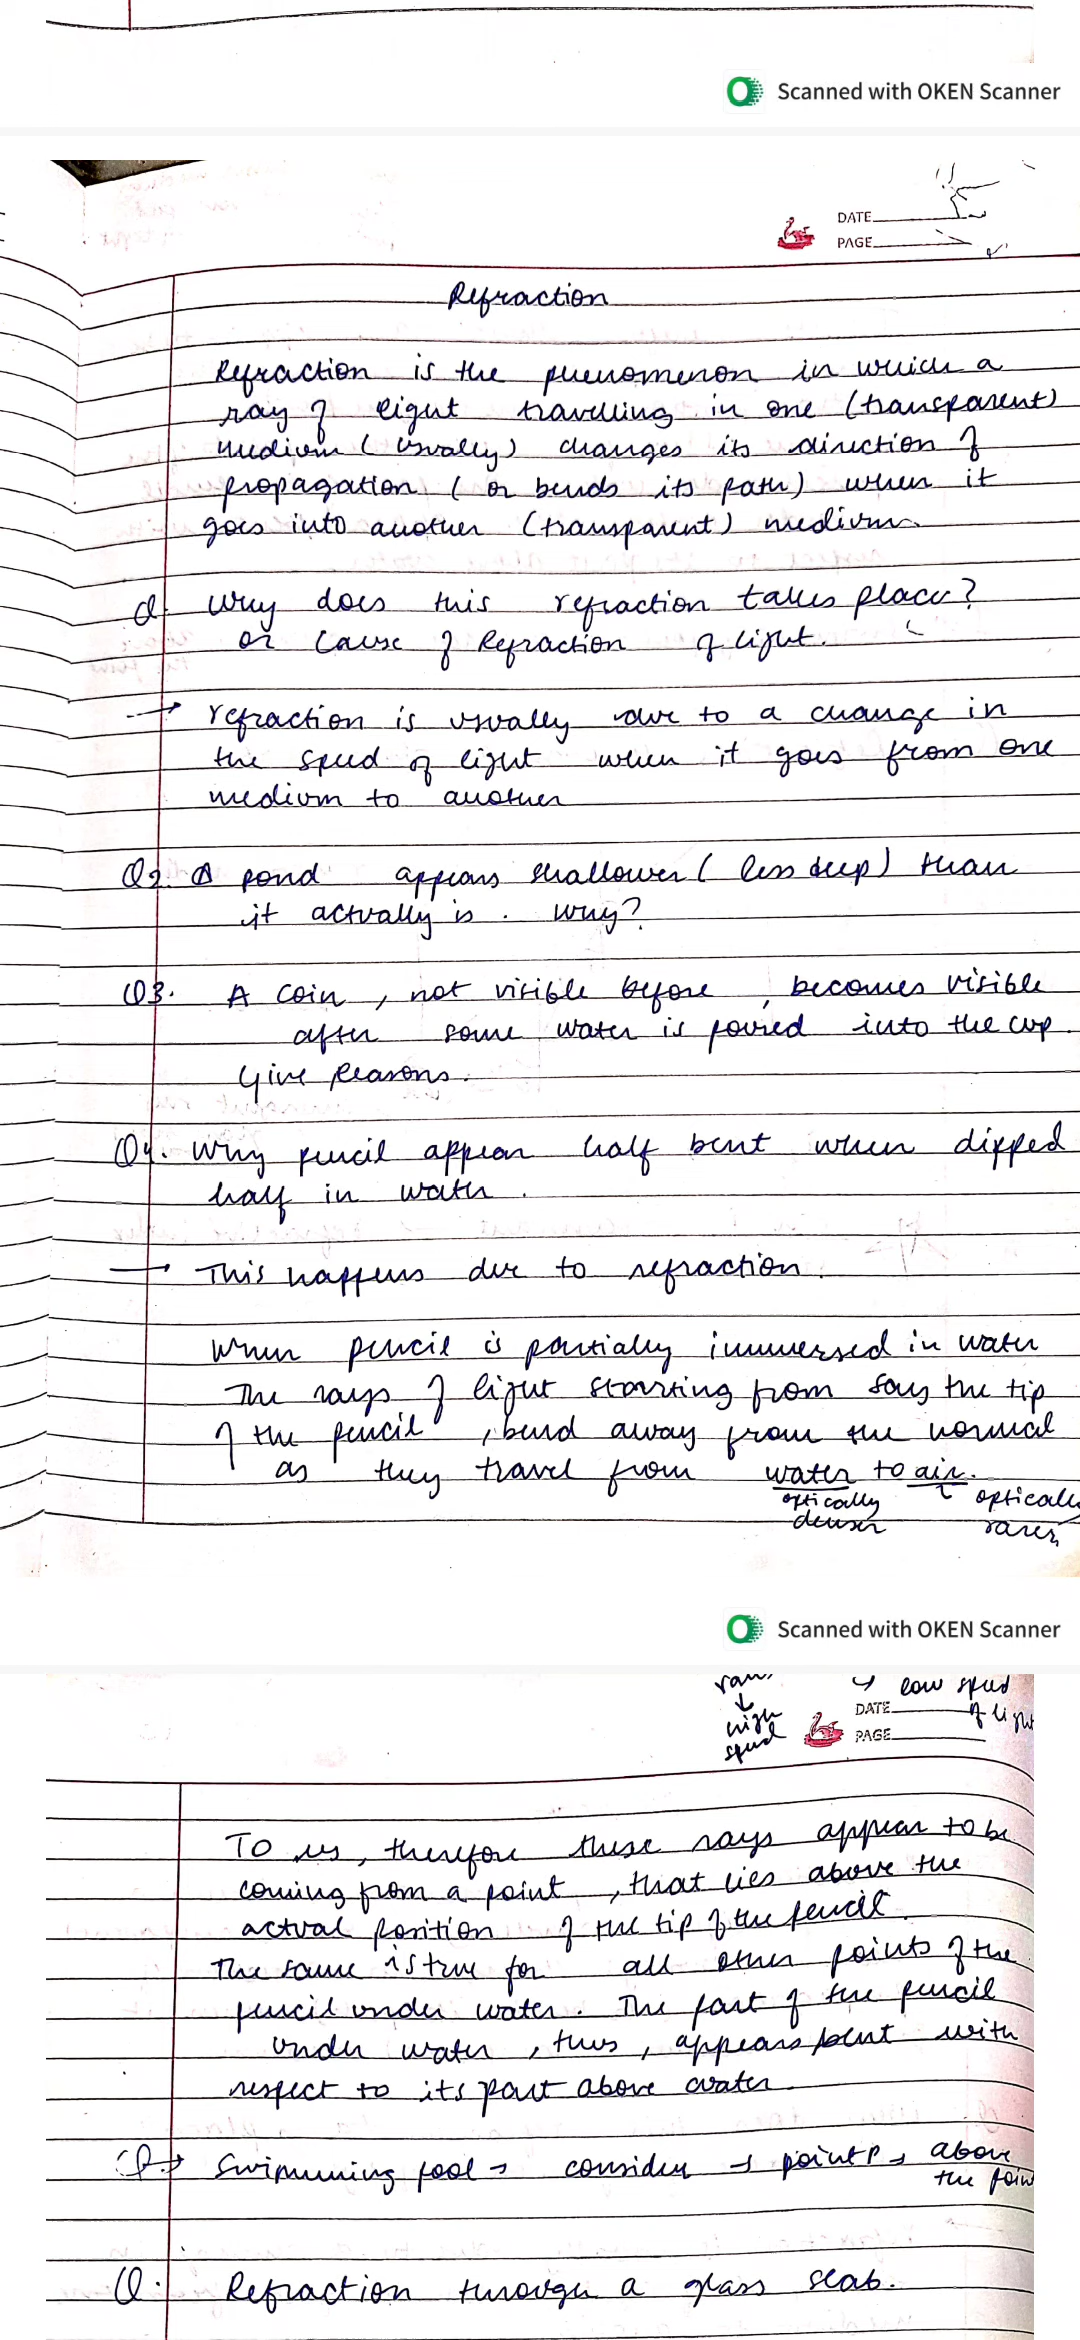 Scanned with OKEN Scanner
DATE
PAGE
Refraction
Refraction is the phenomenon in which a
ray of light travelling in one (transparent)
medium (usually) changes its direction of
propagation (or bends its path) when it
goes into another (transparent) medium.
Q1 Why does this refraction takes place?
or Cause of Refraction of light.
→ refraction is usually due to a change in
the speed of light when it goes from one
medium to another
Q2. A pond appears shallower (less deep) than
it actually is. Why?
Q3. A coin, not visible before, becomes visible
after some water is poured into the cup.
Give Reasons.
Q4. Why pencil appear half bent when dipped
half in water.
→ This happens due to refraction.
When pencil is partially immersed in water
The rays of light starting from say the tip
of the pencil, bend away from the normal
as they travel from water to air.
optically optically
denser rarer
Scanned with OKEN Scanner
→ low speed
high DATE of light
speed PAGE
To us, therefore these rays appear to be
coming from a point, that lies above the
actual position of the tip of the pencil.
The same is true for all other points of the
pencil under water. The part of the pencil
under water, thus, appears bent with
respect to its part above water.
Q→ Swimming pool → consider → point P → above
the poin
Q. Refraction through a glass slab.